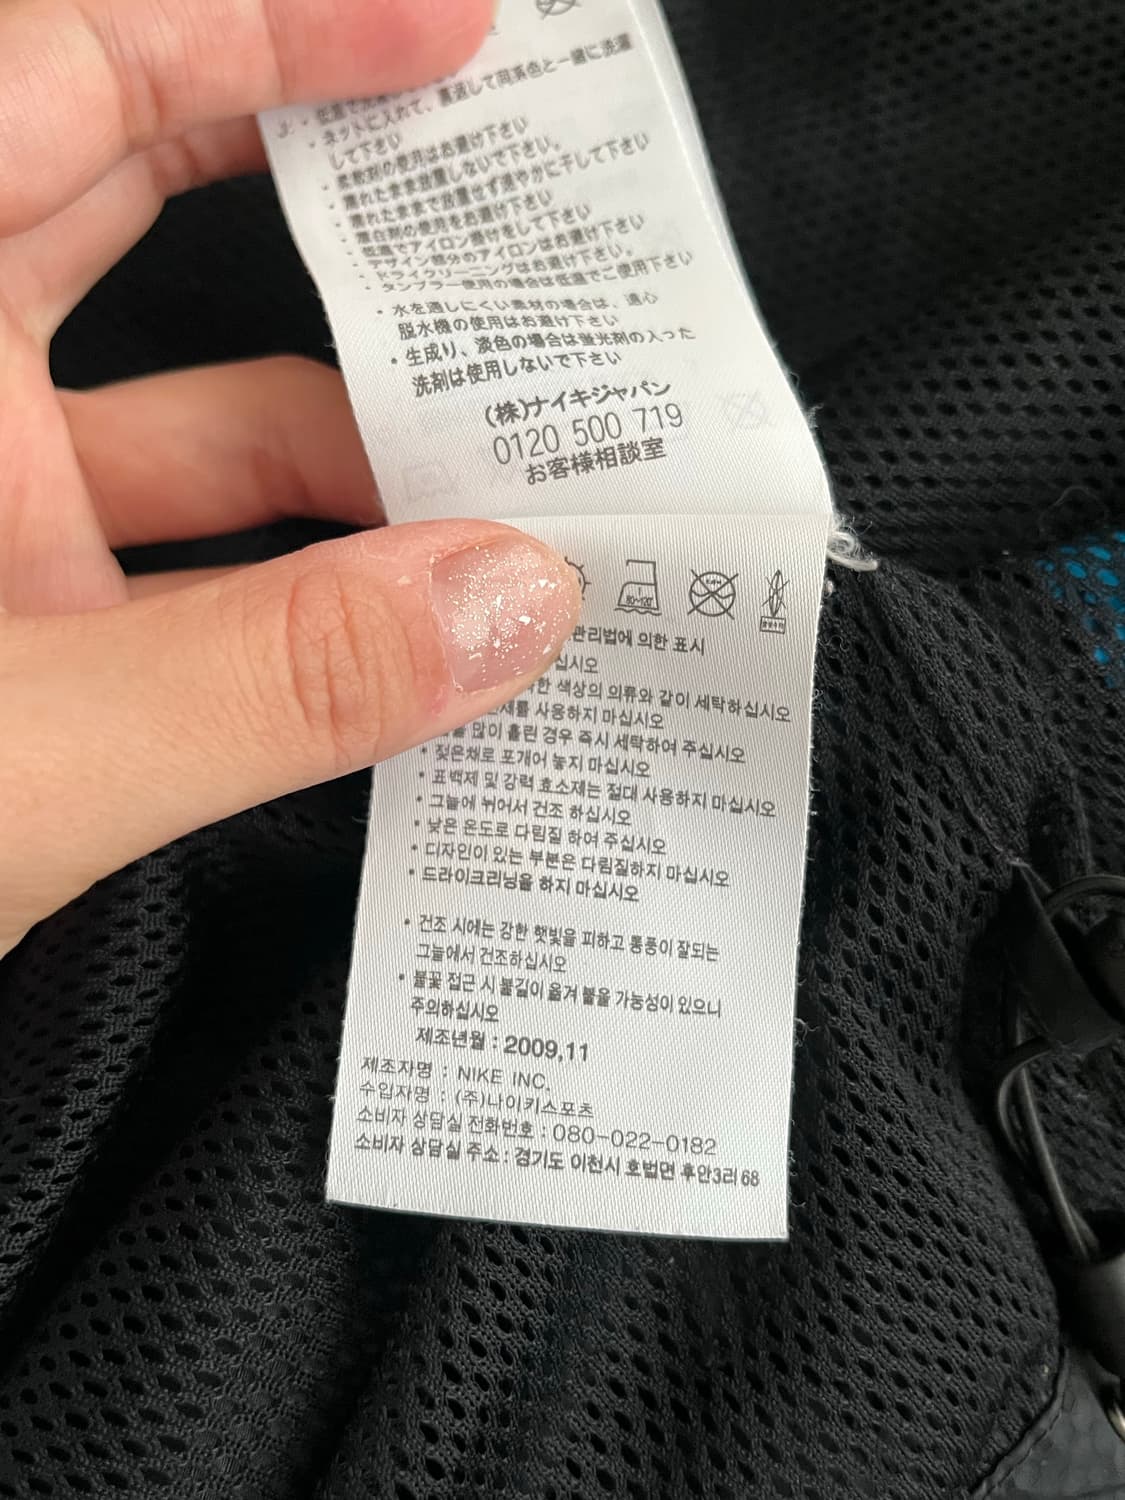 J: ・低温で洗
ネットに入れて、裏返して同系色と一緒に洗濯
して下さい
・柔軟剤の使用はお避け下さい
・濡れたまま放置しないで下さい。
・濡れたままで放置せず速やかに干して下さい
・漂白剤の使用をお避け下さい
・低温でアイロン掛けをして下さい
・デザイン部分のアイロンはお避け下さい
・ドライクリーニングはお避け下さい。
・タンブラー使用の場合は低温でご使用下さい
・水を通しにくい素材の場合は、遠心
脱水機の使用はお避け下さい
・生成り、淡色の場合は蛍光剤の入った
洗剤は使用しないで下さい
(株)ナイキジャパン
0120 500 719
お客様相談室
관리법에 의한 표시
십시오
한 색상의 의류와 같이 세탁하십시오
를 사용하지 마십시오
많이 흘린 경우 즉시 세탁하여 주십시오
• 젖은채로 포개어 놓지 마십시오
• 표백제 및 강력 효소제는 절대 사용하지 마십시오
• 그늘에 뉘어서 건조 하십시오
• 낮은 온도로 다림질 하여 주십시오
• 디자인이 있는 부분은 다림질하지 마십시오
• 드라이크리닝을 하지 마십시오
• 건조 시에는 강한 햇빛을 피하고 통풍이 잘되는
그늘에서 건조하십시오
• 불꽃 접근 시 불길이 옮겨 붙을 가능성이 있으니
주의하십시오
제조년월 : 2009.11
제조자명 : NIKE INC.
수입자명 : (주)나이키스포츠
소비자 상담실 전화번호 : 080-022-0182
소비자 상담실 주소 : 경기도 이천시 호법면 후안3리 68